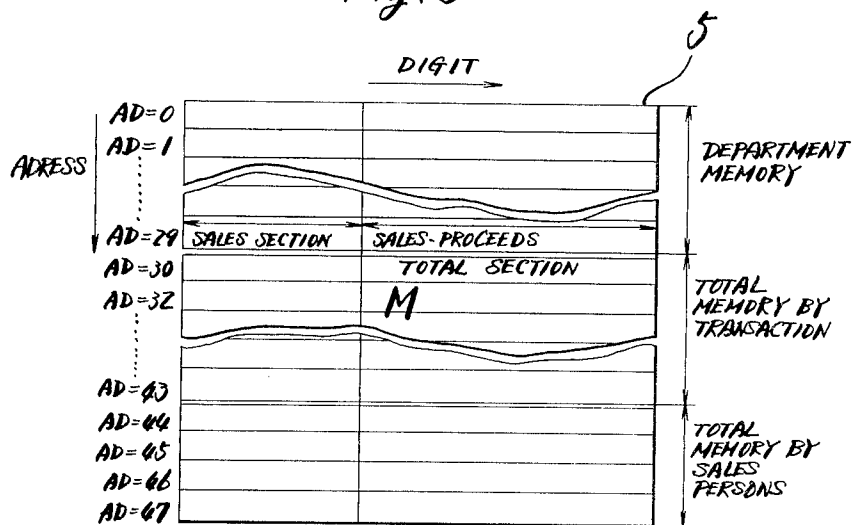 5
DIGIT
AD=0
AD=1
ADRESS
DEPARTMENT
MEMORY
AD=29 SALES SECTION SALES-PROCEEDS
AD=30 TOTAL SECTION
AD=32 M
TOTAL
MEMORY BY
TRANSACTION
AD=43
AD=44
AD=45
AD=46
AD=47
TOTAL
MEMORY BY
SALES
PERSONS